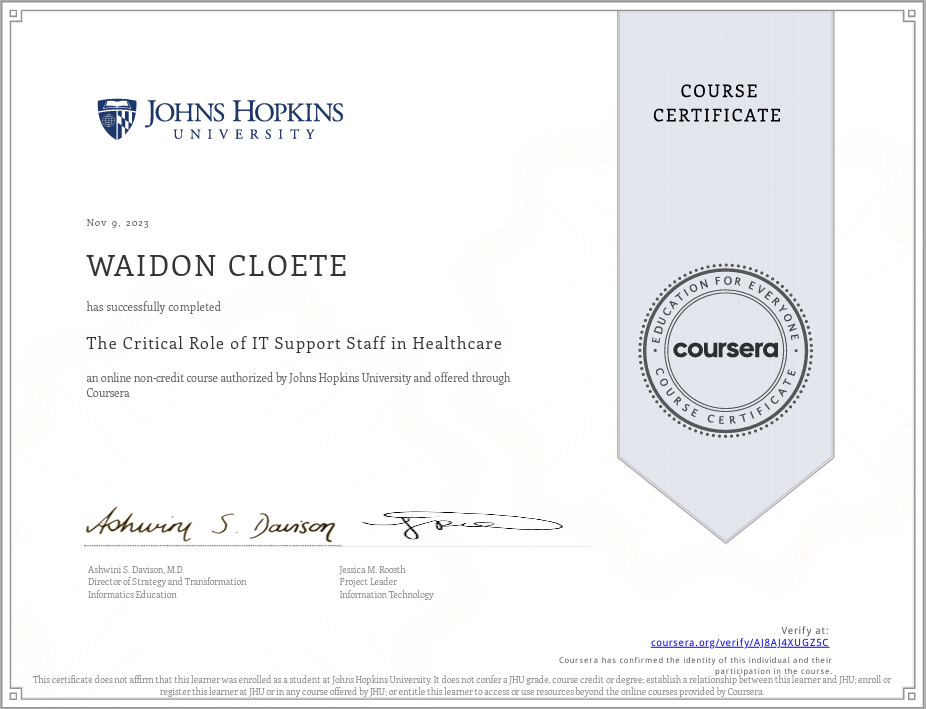 JOHNS HOPKINS
UNIVERSITY
COURSE
CERTIFICATE
EDUCATION FOR EVERYONE
coursera
COURSE CERTIFICATE
Nov 9, 2023
WAIDON CLOETE
has successfully completed
The Critical Role of IT Support Staff in Healthcare
an online non-credit course authorized by Johns Hopkins University and offered through
Coursera
Ashwini S. Davison
Ashwini S. Davison, M.D.
Director of Strategy and Transformation
Informatics Education
Jessica M. Roosth
Project Leader
Information Technology
Verify at:
coursera.org/verify/AJ8AJ4XUGZ5C
Coursera has confirmed the identity of this individual and their
participation in the course.
This certificate does not affirm that this learner was enrolled as a student at Johns Hopkins University. It does not confer a JHU grade, course credit or degree; establish a relationship between this learner and JHU; enroll or
register this learner at JHU or in any course offered by JHU; or entitle this learner to access or use resources beyond the online courses provided by Coursera.